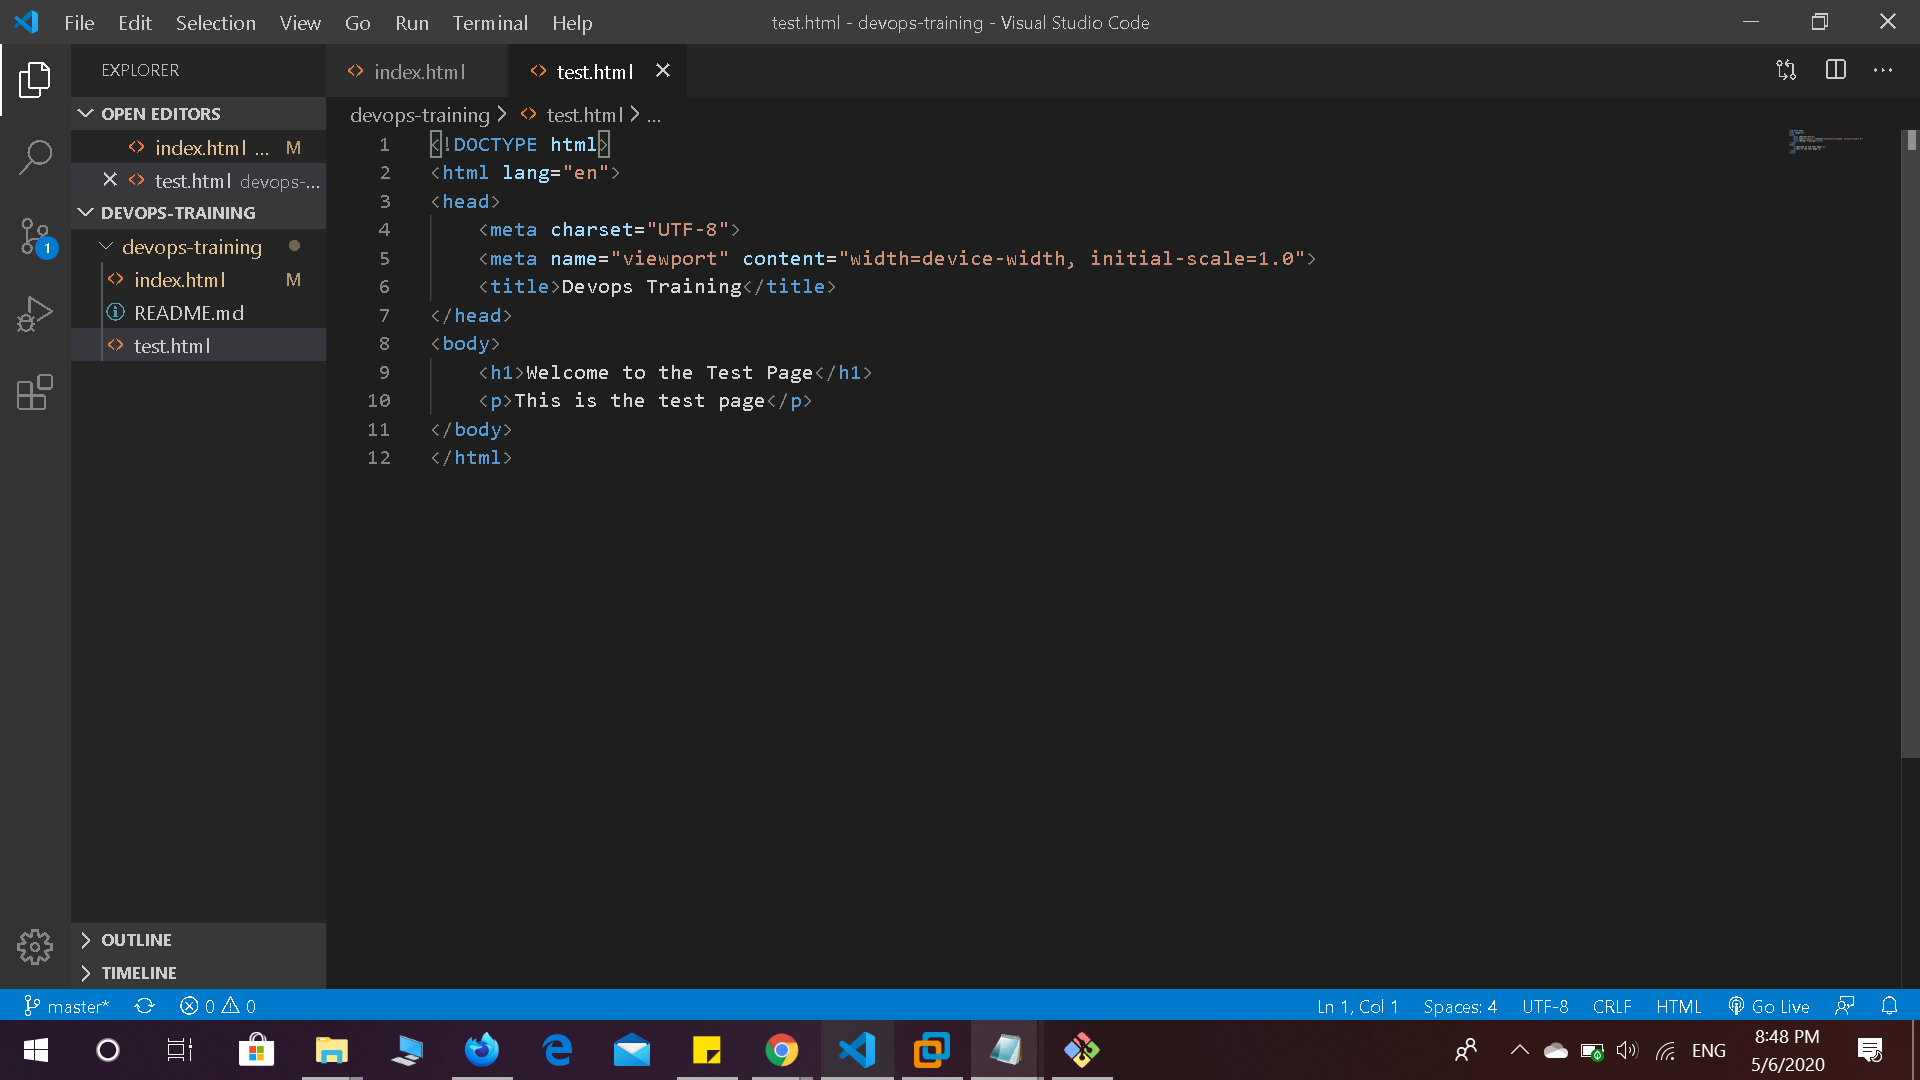 File Edit Selection View Go Run Terminal Help
test.html - devops-training - Visual Studio Code
EXPLORER
OPEN EDITORS
index.html ... M
test.html devops-...
DEVOPS-TRAINING
devops-training
index.html M
README.md
test.html
OUTLINE
TIMELINE
index.html test.html
devops-training > test.html > ...
1 <!DOCTYPE html>
2 <html lang="en">
3 <head>
4 <meta charset="UTF-8">
5 <meta name="viewport" content="width=device-width, initial-scale=1.0">
6 <title>Devops Training</title>
7 </head>
8 <body>
9 <h1>Welcome to the Test Page</h1>
10 <p>This is the test page</p>
11 </body>
12 </html>
1
master* 0 0 Ln 1, Col 1 Spaces: 4 UTF-8 CRLF HTML Go Live
ENG
8:48 PM
5/6/2020